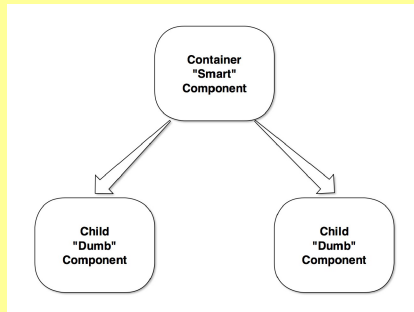 Container
"Smart"
Component
Child
"Dumb"
Component
Child
"Dumb"
Component